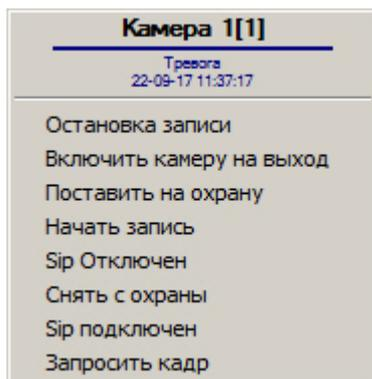 Камера 1[1]
Тревога
22-09-17 11:37:17
Остановка записи
Включить камеру на выход
Поставить на охрану
Начать запись
Sip Отключен
Снять с охраны
Sip подключен
Запросить кадр